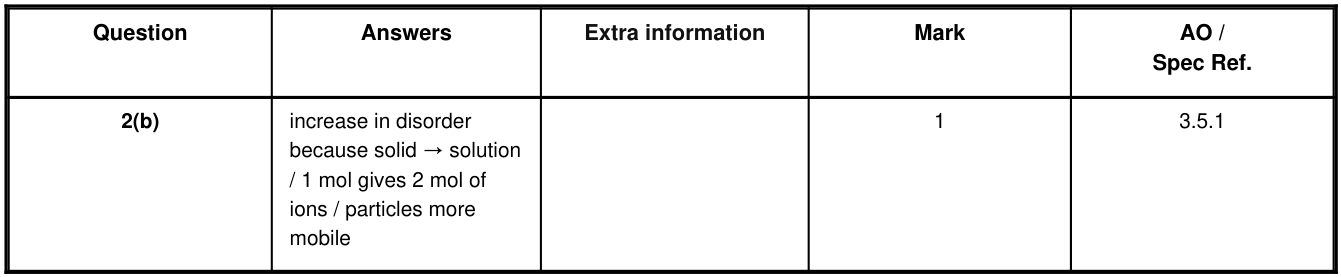 Question Answers Extra information Mark AO /
Spec Ref.
2(b) increase in disorder 1 3.5.1
because solid → solution
/ 1 mol gives 2 mol of
ions / particles more
mobile